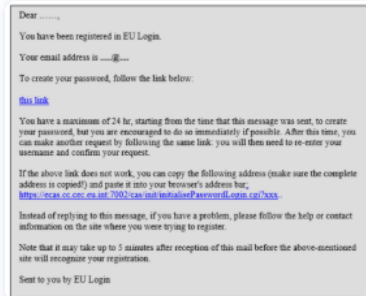 Dear .......,
You have been registered in EU Login.
Your email address is .....@.....
To create your password, follow the link below:
this link
You have a maximum of 24 hr, starting from the time that this message was sent, to create
your password, but you are encouraged to do so immediately if possible. After this time, you
can make another request by following the same link: you will then need to re-enter your
username and confirm your request.
If the above link does not work, you can copy the following address (make sure the complete
address is copied!) and paste it into your browser's address bar:
https://ecas.cc.cec.eu.int:7002/cas/init/initialisePasswordLogin.cgi?xxx..
Instead of replying to this message, if you have a problem, please follow the help or contact
information on the site where you were trying to register.
Note that it may take up to 5 minutes after reception of this mail before the above-mentioned
site will recognize your registration.
Sent to you by EU Login